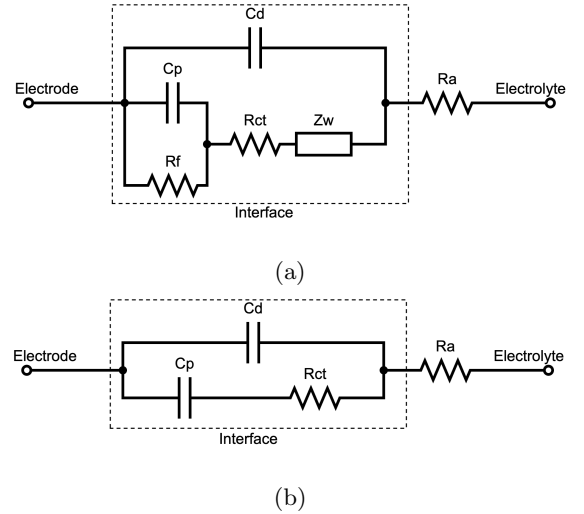 Cd
Cp
Ra
Electrode
Electrolyte
Rct
Zw
Rf
Interface
(a)
Cd
Ra
Electrode
Electrolyte
Cp
Rct
Interface
(b)